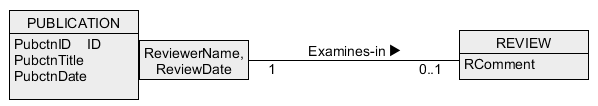 PUBLICATION
PubctnID ID
PubctnTitle
PubctnDate
ReviewerName,
ReviewDate
Examines-in
1
0..1
REVIEW
RComment